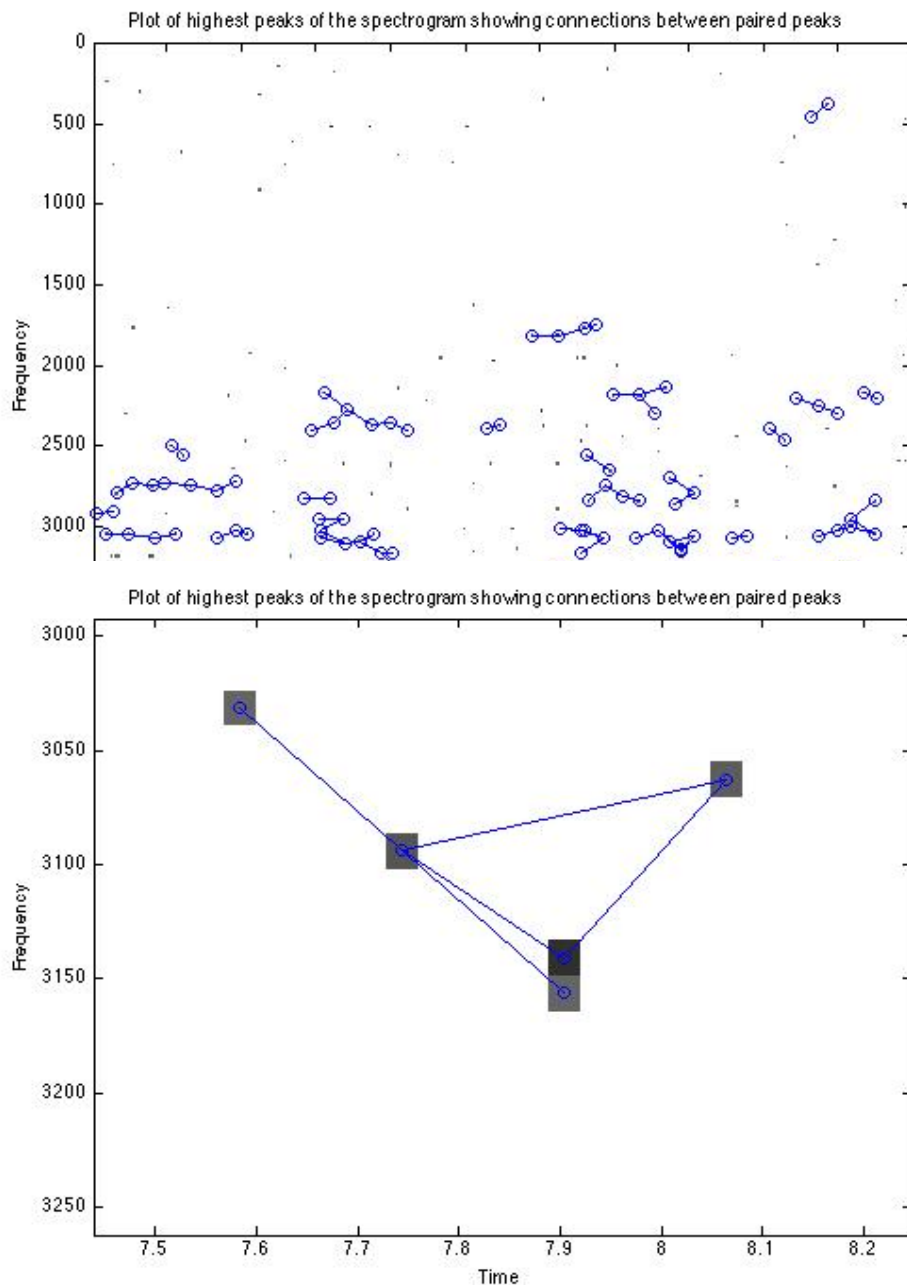 Plot of highest peaks of the spectrogram showing connections between paired peaks
0
500
1000
1500
2000
2500
3000
Frequency
Plot of highest peaks of the spectrogram showing connections between paired peaks
3000
3050
3100
3150
3200
3250
Frequency
7.5 7.6 7.7 7.8 7.9 8 8.1 8.2
Time